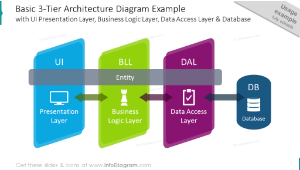 Basic 3-Tier Architecture Diagram Example
with UI Presentation Layer, Business Logic Layer, Data Access Layer & Database
Usage
example
UI
BLL
DAL
Entity
DB
Presentation
Layer
Business
Logic Layer
Data Access
Layer
Database
Get these slides & icons at www.infoDiagram.com